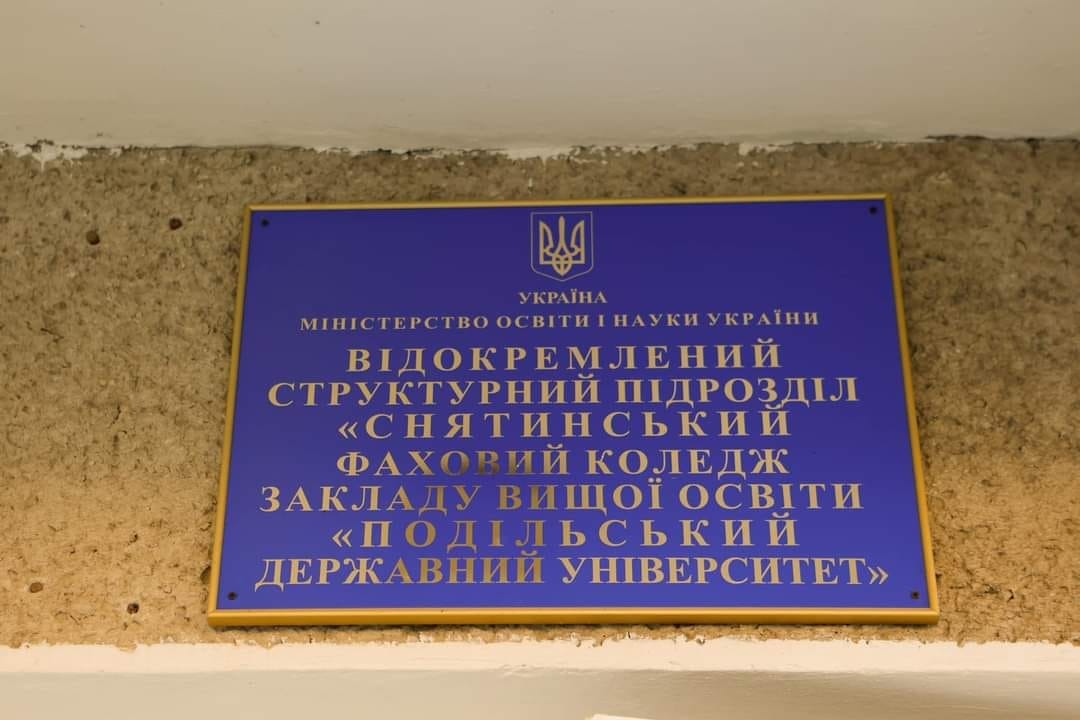 УКРАЇНА
МІНІСТЕРСТВО ОСВІТИ І НАУКИ УКРАЇНИ
ВІДОКРЕМЛЕНИЙ
СТРУКТУРНИЙ ПІДРОЗДІЛ
«СНЯТИНСЬКИЙ
ФАХОВИЙ КОЛЕДЖ
ЗАКЛАДУ ВИЩОЇ ОСВІТИ
«ПОДІЛЬСЬКИЙ
ДЕРЖАВНИЙ УНІВЕРСИТЕТ»